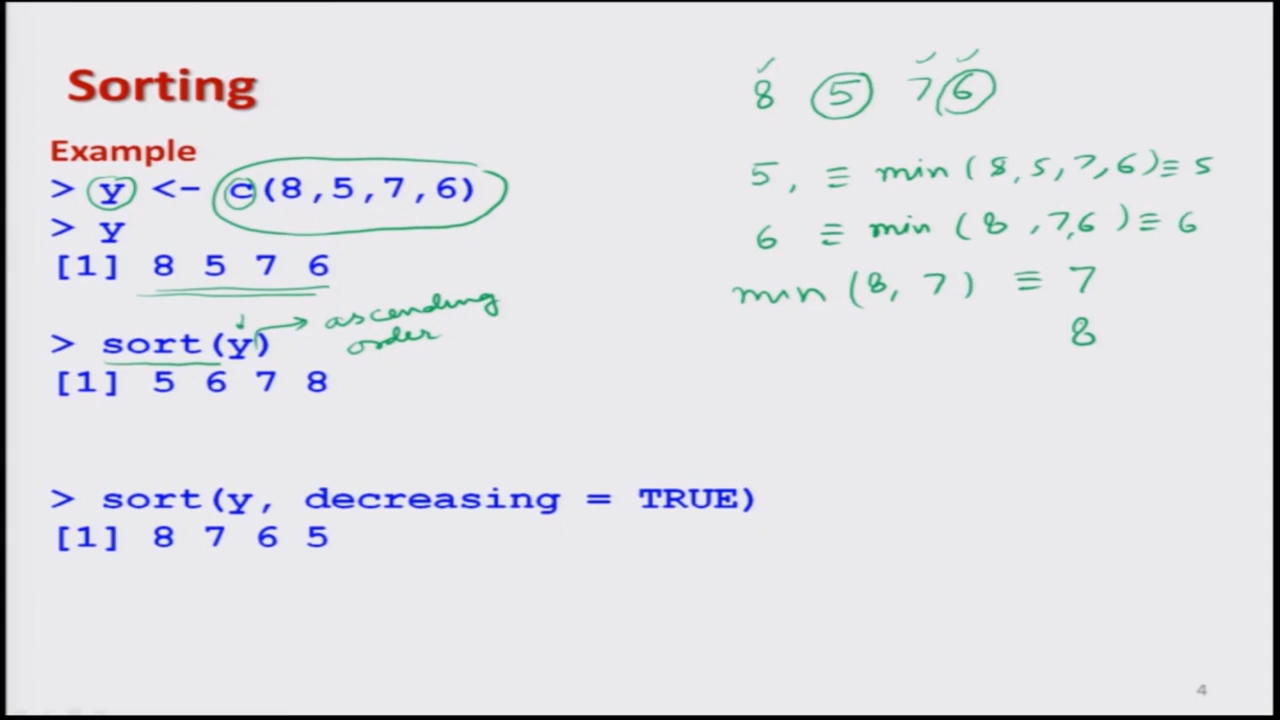 Sorting
Example
> y <- c(8,5,7,6)
> y
[1] 8 5 7 6
> sort(y)
ascending
order
[1] 5 6 7 8
> sort(y, decreasing = TRUE)
[1] 8 7 6 5
8 5 7 6
5, ≡ min (8,5,7,6) ≡ 5
6 ≡ min (8 ,7,6 ) ≡ 6
min (8, 7) ≡ 7
8
4